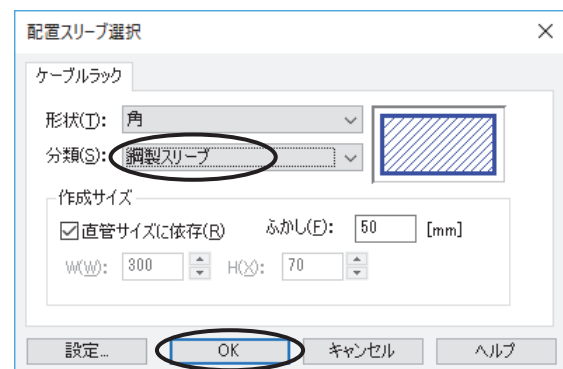 配置スリーブ選択
ケーブルラック
形状(T): 角
分類(S): 鋼製スリーブ
作成サイズ
直管サイズに依存(R) ふかし(F): 50 [mm]
W(W): 300 H(X): 70
設定... OK キャンセル ヘルプ